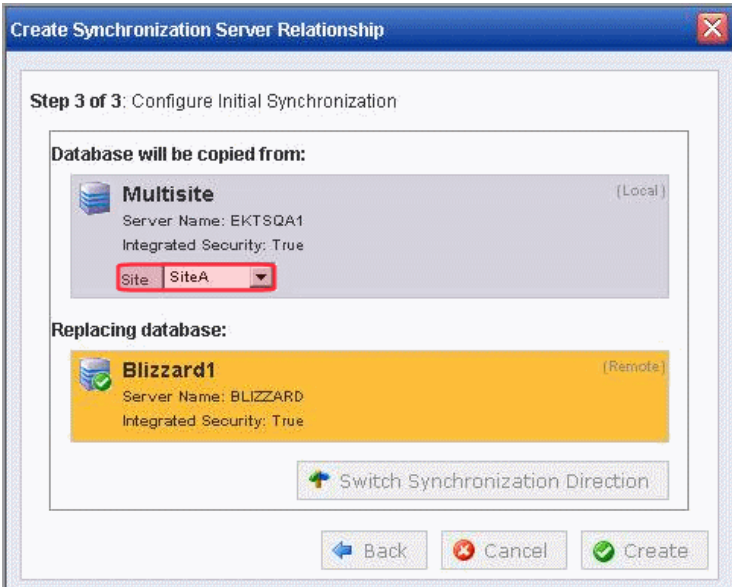 Create Synchronization Server Relationship
Step 3 of 3: Configure Initial Synchronization
Database will be copied from:
Multisite
(Local)
Server Name: EKTSQA1
Integrated Security: True
Site SiteA
Replacing database:
Blizzard1
(Remote)
Server Name: BLIZZARD
Integrated Security: True
Switch Synchronization Direction
Back Cancel Create